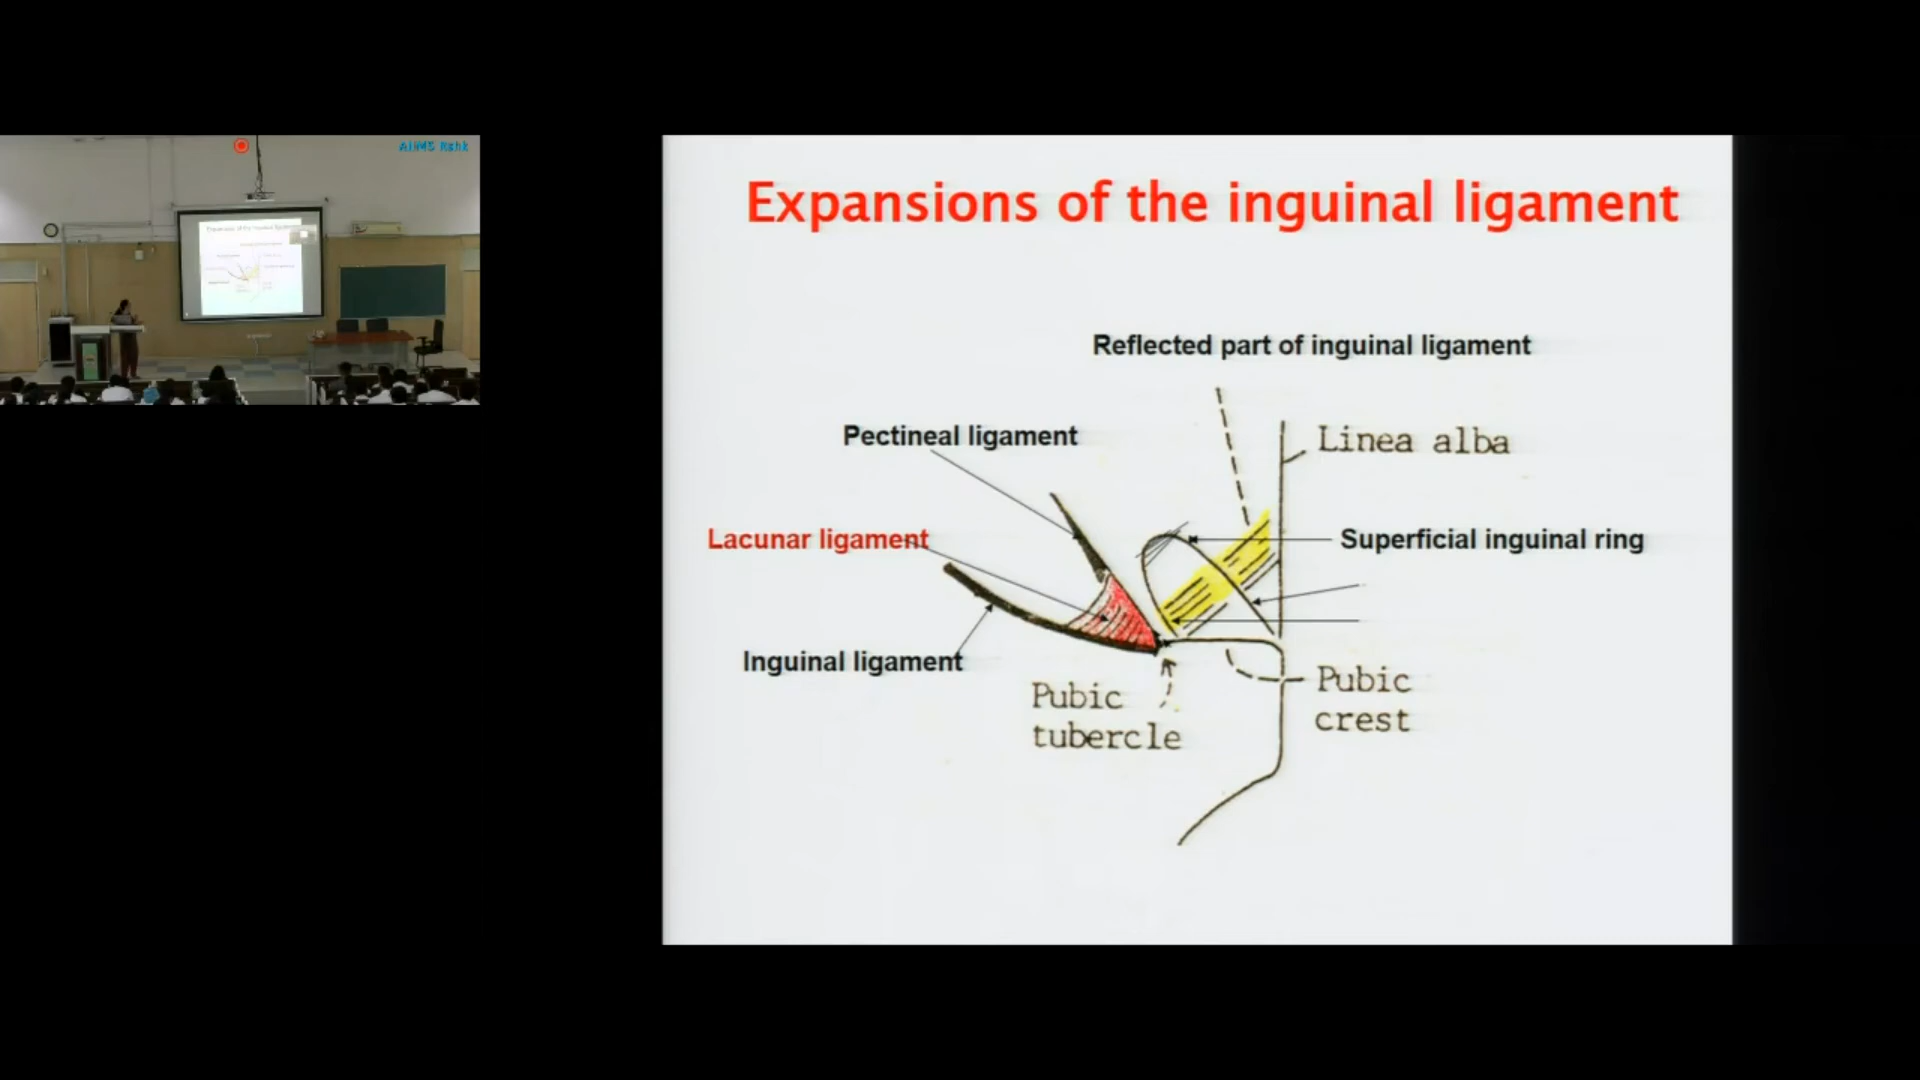 AIIMS Rshk
Expansions of the inguinal ligament
Reflected part of inguinal ligament
Pectineal ligament
Linea alba
Lacunar ligament
Superficial inguinal ring
Inguinal ligament
Pubic
tubercle
Pubic
crest